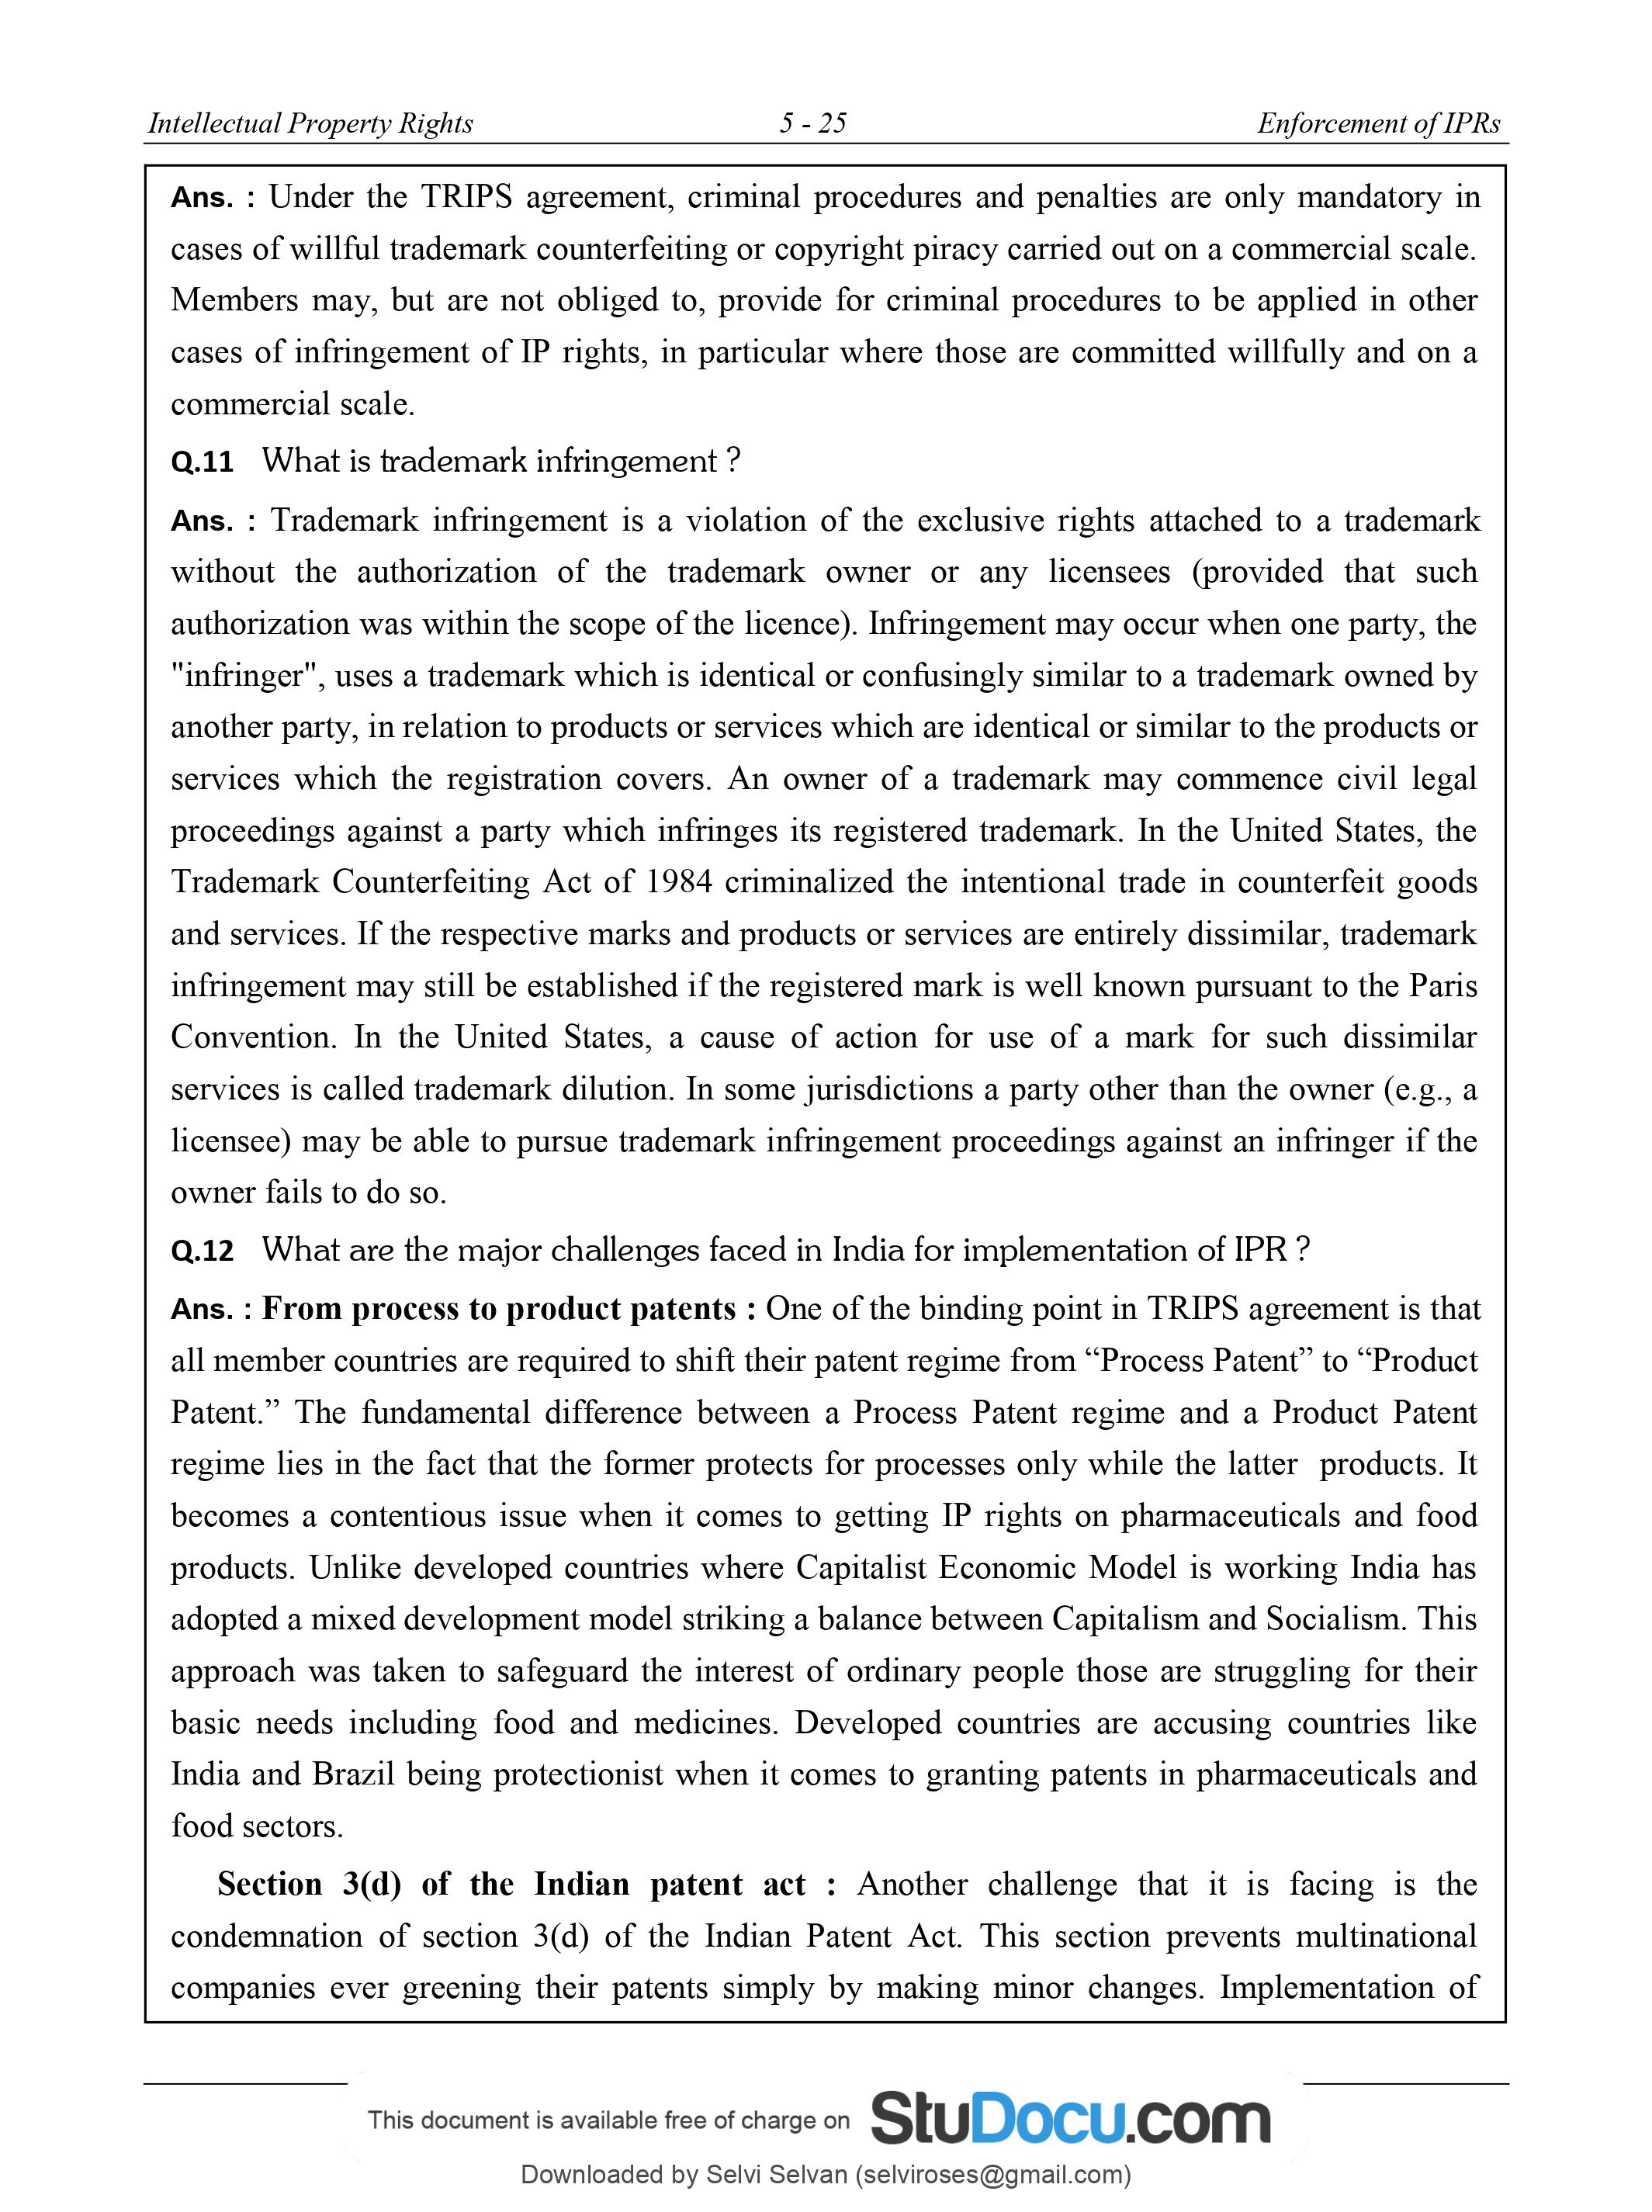 Intellectual Property Rights 5 - 25 Enforcement of IPRs
Ans. : Under the TRIPS agreement, criminal procedures and penalties are only mandatory in
cases of willful trademark counterfeiting or copyright piracy carried out on a commercial scale.
Members may, but are not obliged to, provide for criminal procedures to be applied in other
cases of infringement of IP rights, in particular where those are committed willfully and on a
commercial scale.
Q.11 What is trademark infringement ?
Ans. : Trademark infringement is a violation of the exclusive rights attached to a trademark
without the authorization of the trademark owner or any licensees (provided that such
authorization was within the scope of the licence). Infringement may occur when one party, the
"infringer", uses a trademark which is identical or confusingly similar to a trademark owned by
another party, in relation to products or services which are identical or similar to the products or
services which the registration covers. An owner of a trademark may commence civil legal
proceedings against a party which infringes its registered trademark. In the United States, the
Trademark Counterfeiting Act of 1984 criminalized the intentional trade in counterfeit goods
and services. If the respective marks and products or services are entirely dissimilar, trademark
infringement may still be established if the registered mark is well known pursuant to the Paris
Convention. In the United States, a cause of action for use of a mark for such dissimilar
services is called trademark dilution. In some jurisdictions a party other than the owner (e.g., a
licensee) may be able to pursue trademark infringement proceedings against an infringer if the
owner fails to do so.
Q.12 What are the major challenges faced in India for implementation of IPR ?
Ans. : From process to product patents : One of the binding point in TRIPS agreement is that
all member countries are required to shift their patent regime from “Process Patent” to “Product
Patent.” The fundamental difference between a Process Patent regime and a Product Patent
regime lies in the fact that the former protects for processes only while the latter products. It
becomes a contentious issue when it comes to getting IP rights on pharmaceuticals and food
products. Unlike developed countries where Capitalist Economic Model is working India has
adopted a mixed development model striking a balance between Capitalism and Socialism. This
approach was taken to safeguard the interest of ordinary people those are struggling for their
basic needs including food and medicines. Developed countries are accusing countries like
India and Brazil being protectionist when it comes to granting patents in pharmaceuticals and
food sectors.
Section 3(d) of the Indian patent act : Another challenge that it is facing is the
condemnation of section 3(d) of the Indian Patent Act. This section prevents multinational
companies ever greening their patents simply by making minor changes. Implementation of
This document is available free of charge on StuDocu.com
Downloaded by Selvi Selvan (selviroses@gmail.com)